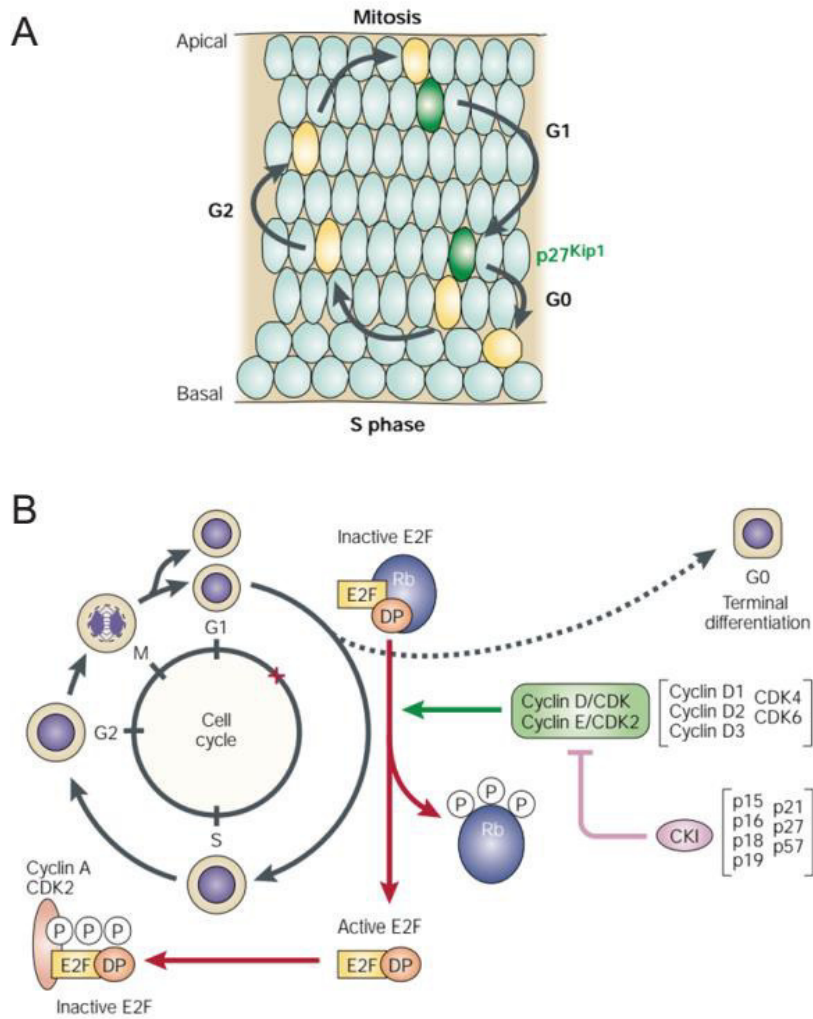 A
Mitosis
Apical
G1
G2
p27Kip1
G0
Basal
S phase
B
Inactive E2F
Rb
E2F
DP
G0
Terminal
differentiation
G1
M
Cell
cycle
G2
S
Cyclin D/CDK
Cyclin E/CDK2
Cyclin D1
Cyclin D2
Cyclin D3
CDK4
CDK6
P P P
Rb
CKI
p15
p16
p18
p19
p21
p27
p57
Cyclin A
CDK2
P P P
E2F DP
Inactive E2F
Active E2F
E2F DP